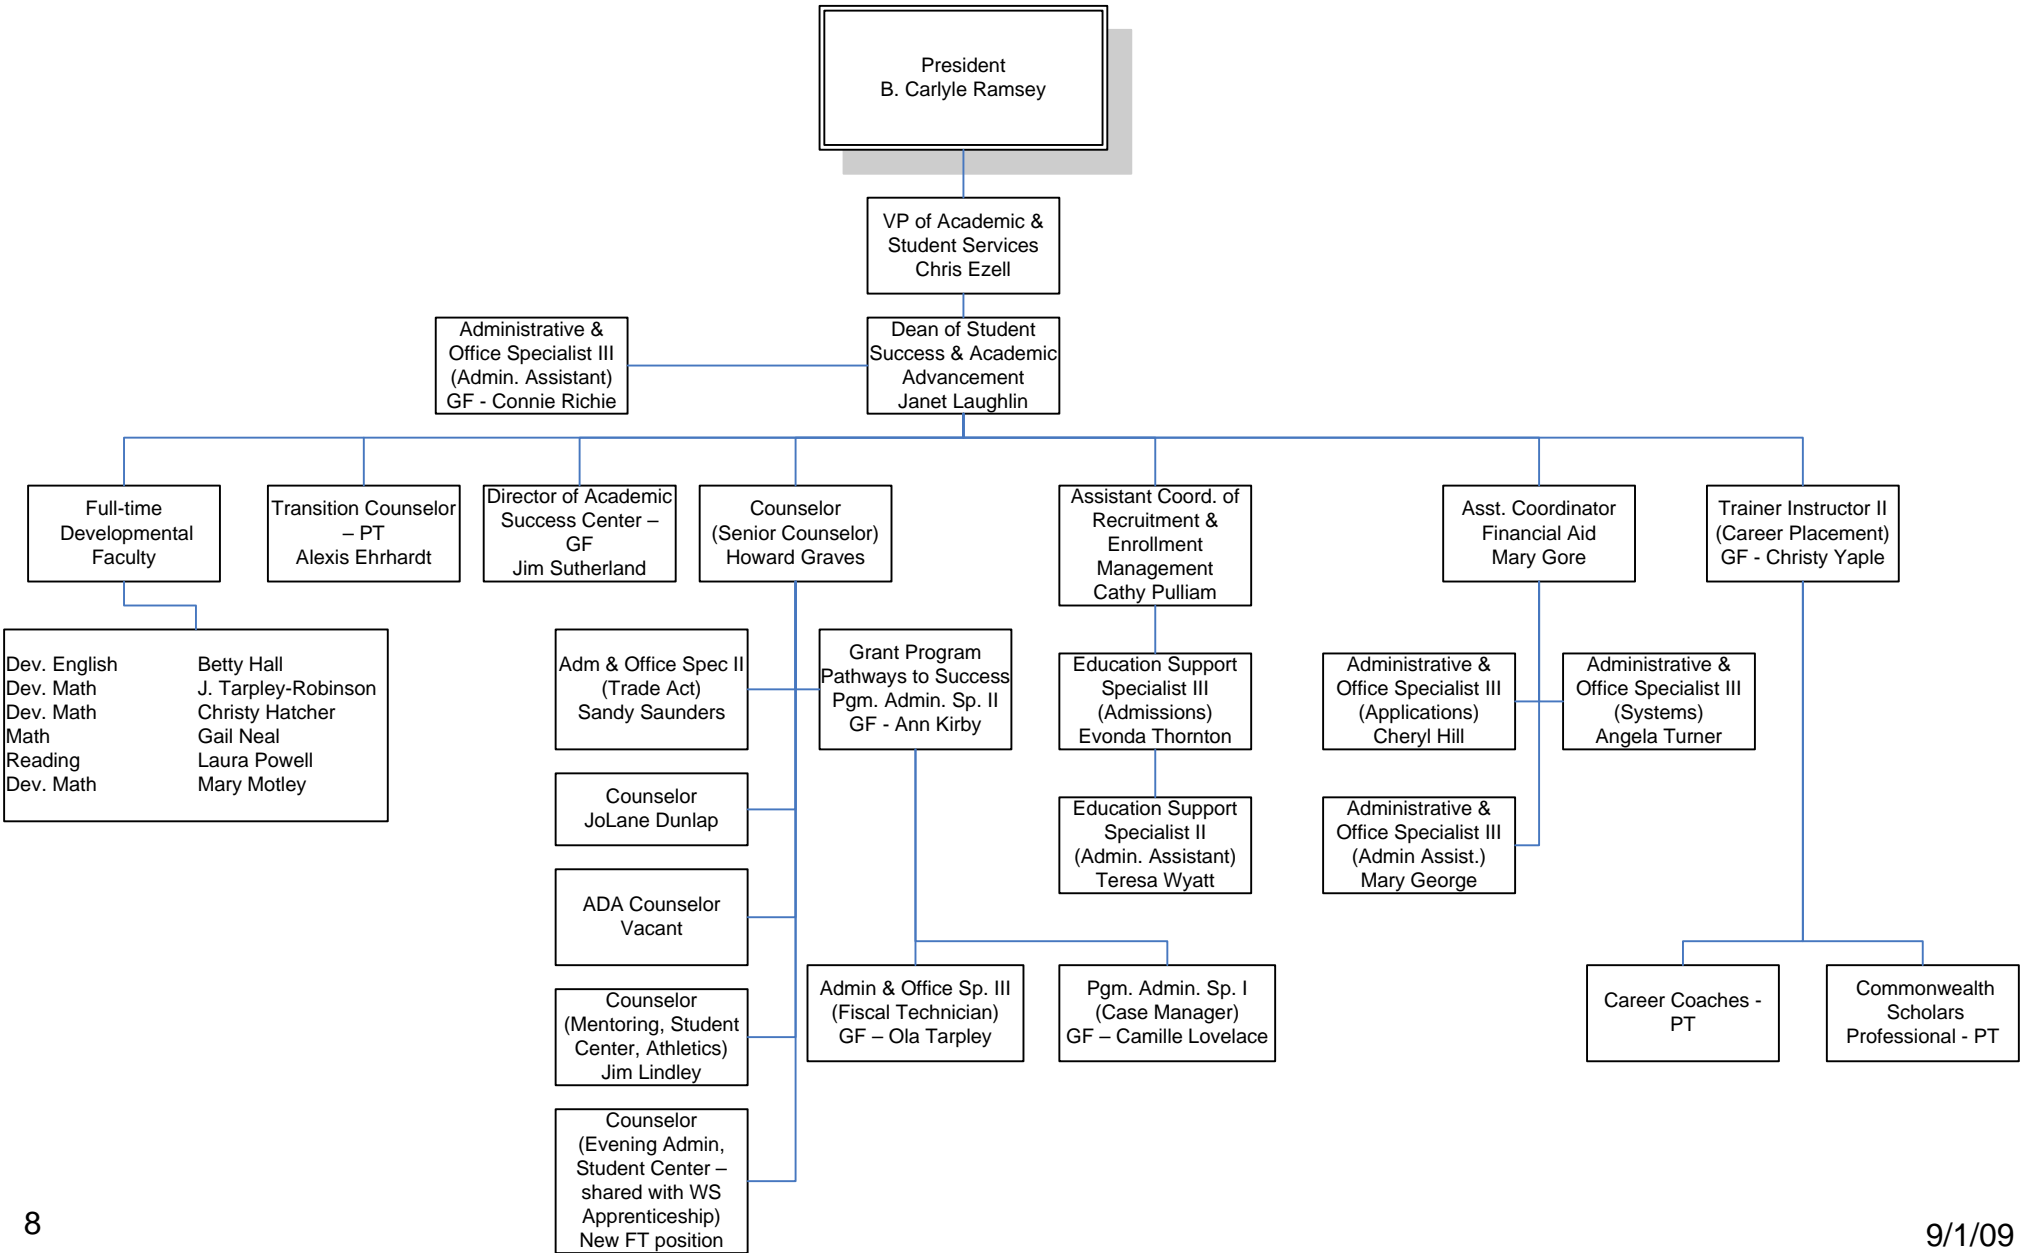 President
B. Carlyle Ramsey
VP of Academic &
Student Services
Chris Ezell
Administrative &
Office Specialist III
(Admin. Assistant)
GF - Connie Richie
Dean of Student
Success & Academic
Advancement
Janet Laughlin
Full-time
Developmental
Faculty
Transition Counselor
– PT
Alexis Ehrhardt
Director of Academic
Success Center –
GF
Jim Sutherland
Counselor
(Senior Counselor)
Howard Graves
Assistant Coord. of
Recruitment &
Enrollment
Management
Cathy Pulliam
Asst. Coordinator
Financial Aid
Mary Gore
Trainer Instructor II
(Career Placement)
GF - Christy Yaple
Dev. English Betty Hall
Dev. Math J. Tarpley-Robinson
Dev. Math Christy Hatcher
Math Gail Neal
Reading Laura Powell
Dev. Math Mary Motley
Adm & Office Spec II
(Trade Act)
Sandy Saunders
Grant Program
Pathways to Success
Pgm. Admin. Sp. II
GF - Ann Kirby
Education Support
Specialist III
(Admissions)
Evonda Thornton
Administrative &
Office Specialist III
(Applications)
Cheryl Hill
Administrative &
Office Specialist III
(Systems)
Angela Turner
Counselor
JoLane Dunlap
Education Support
Specialist II
(Admin. Assistant)
Teresa Wyatt
Administrative &
Office Specialist III
(Admin Assist.)
Mary George
ADA Counselor
Vacant
Counselor
(Mentoring, Student
Center, Athletics)
Jim Lindley
Admin & Office Sp. III
(Fiscal Technician)
GF – Ola Tarpley
Pgm. Admin. Sp. I
(Case Manager)
GF – Camille Lovelace
Career Coaches -
PT
Commonwealth
Scholars
Professional - PT
Counselor
(Evening Admin,
Student Center –
shared with WS
Apprenticeship)
New FT position
8
9/1/09